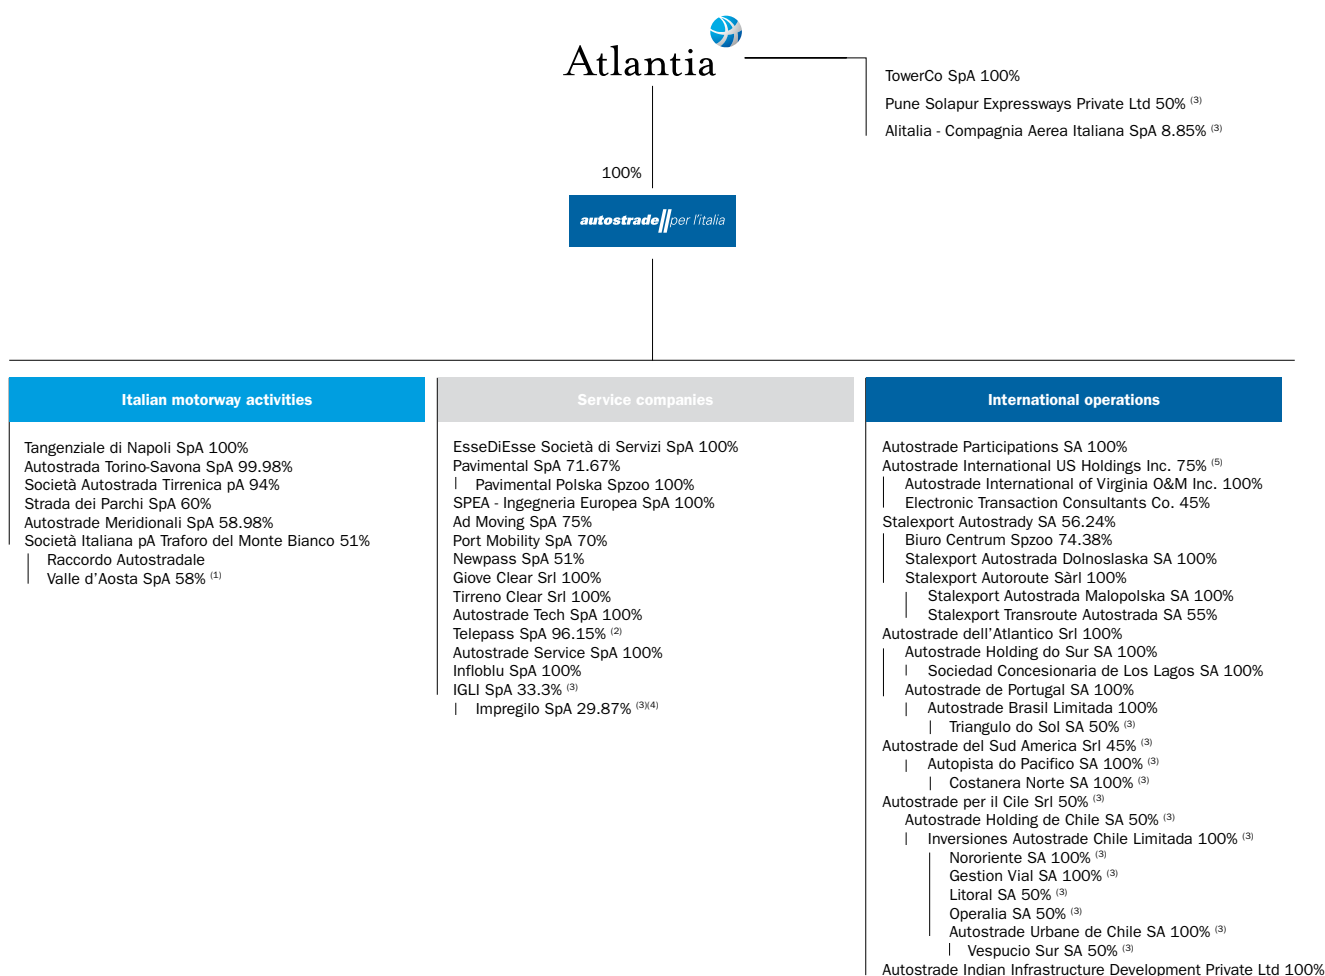 Atlantia
TowerCo SpA 100%
Pune Solapur Expressways Private Ltd 50% (3)
Alitalia - Compagnia Aerea Italiana SpA 8.85% (3)
100%
autostrade//per l'italia
Italian motorway activities
Tangenziale di Napoli SpA 100%
Autostrada Torino-Savona SpA 99.98%
Società Autostrada Tirrenica pA 94%
Strada dei Parchi SpA 60%
Autostrade Meridionali SpA 58.98%
Società Italiana pA Traforo del Monte Bianco 51%
Raccordo Autostradale
Valle d'Aosta SpA 58% (1)
Service companies
EsseDiEsse Società di Servizi SpA 100%
Pavimental SpA 71.67%
Pavimental Polska Spzoo 100%
SPEA - Ingegneria Europea SpA 100%
Ad Moving SpA 75%
Port Mobility SpA 70%
Newpass SpA 51%
Giove Clear Srl 100%
Tirreno Clear Srl 100%
Autostrade Tech SpA 100%
Telepass SpA 96.15% (2)
Autostrade Service SpA 100%
Infloblu SpA 100%
IGLI SpA 33.3% (3)
Impregilo SpA 29.87% (3)(4)
International operations
Autostrade Participations SA 100%
Autostrade International US Holdings Inc. 75% (5)
Autostrade International of Virginia O&M Inc. 100%
Electronic Transaction Consultants Co. 45%
Stalexport Autostrady SA 56.24%
Biuro Centrum Spzoo 74.38%
Stalexport Autostrada Dolnoslaska SA 100%
Stalexport Autoroute Sàrl 100%
Stalexport Autostrada Malopolska SA 100%
Stalexport Transroute Autostrada SA 55%
Autostrade dell'Atlantico Srl 100%
Autostrade Holding do Sur SA 100%
Sociedad Concesionaria de Los Lagos SA 100%
Autostrade de Portugal SA 100%
Autostrade Brasil Limitada 100%
Triangulo do Sol SA 50% (3)
Autostrade del Sud America Srl 45% (3)
Autopista do Pacifico SA 100% (3)
Costanera Norte SA 100% (3)
Autostrade per il Cile Srl 50% (3)
Autostrade Holding de Chile SA 50% (3)
Inversiones Autostrade Chile Limitada 100% (3)
Nororiente SA 100% (3)
Gestion Vial SA 100% (3)
Litoral SA 50% (3)
Operalia SA 50% (3)
Autostrade Urbane de Chile SA 100% (3)
Vespucio Sur SA 50% (3)
Autostrade Indian Infrastructure Development Private Ltd 100%